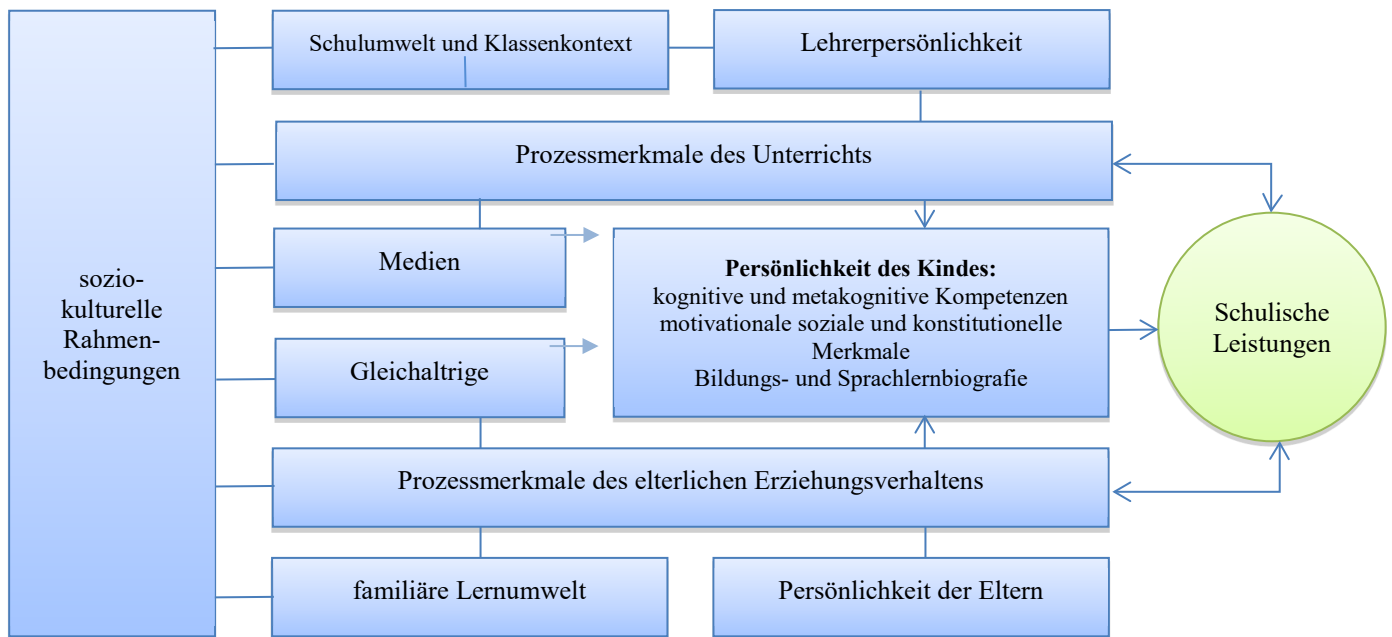 Schulumwelt und Klassenkontext
Lehrerpersönlichkeit
Prozessmerkmale des Unterrichts
sozio-
kulturelle
Rahmen-
bedingungen
Medien
Persönlichkeit des Kindes:
kognitive und metakognitive Kompetenzen
motivationale soziale und konstitutionelle
Merkmale
Bildungs- und Sprachlernbiografie
Schulische
Leistungen
Gleichaltrige
Prozessmerkmale des elterlichen Erziehungsverhaltens
familiäre Lernumwelt
Persönlichkeit der Eltern